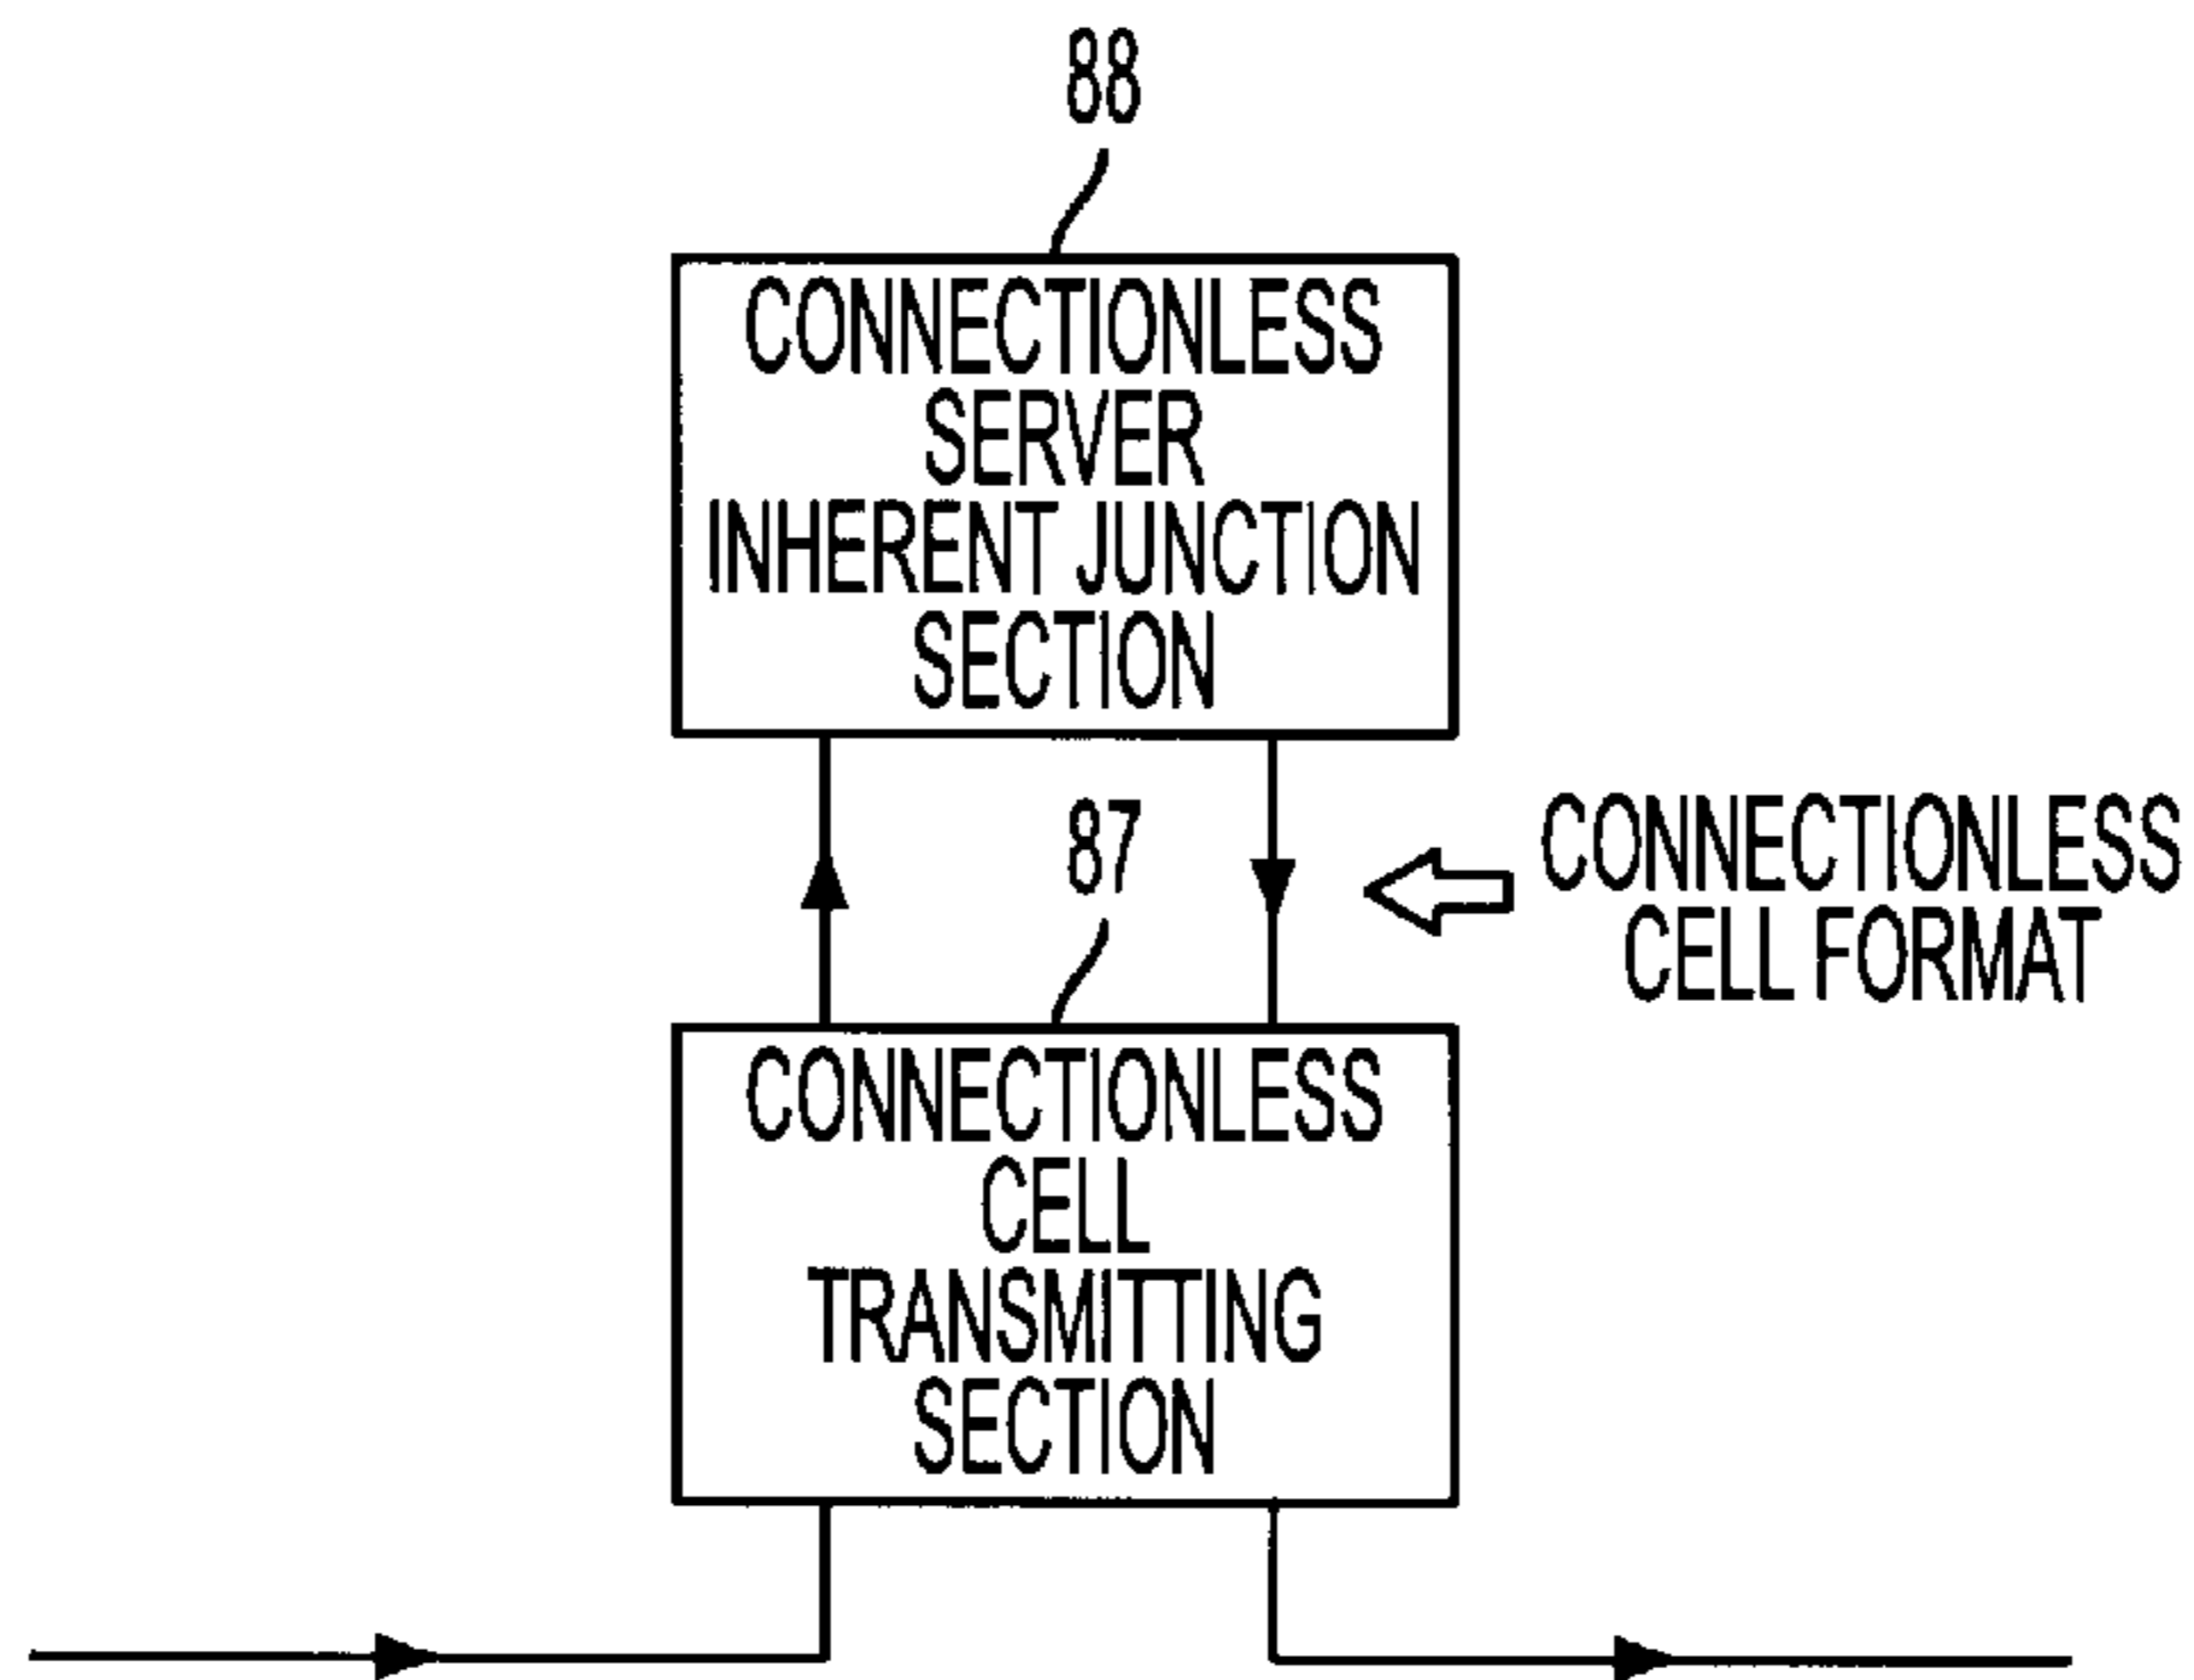 88
CONNECTIONLESS
SERVER
INHERENT JUNCTION
SECTION
87
CONNECTIONLESS
CELL FORMAT
CONNECTIONLESS
CELL
TRANSMITTING
SECTION